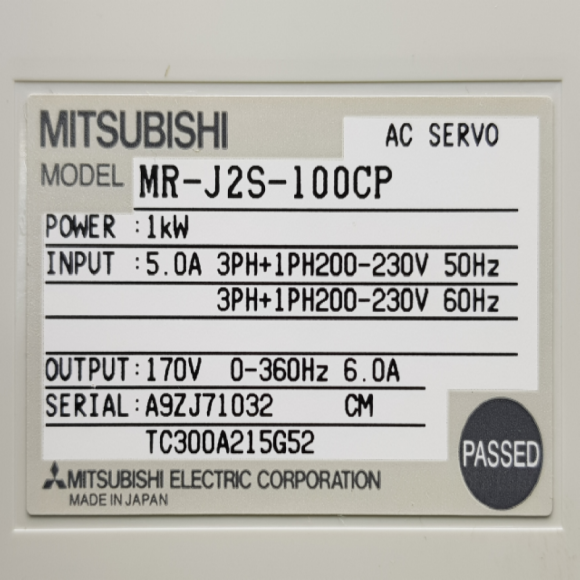 MITSUBISHI AC SERVO
MODEL MR-J2S-100CP
POWER :1kW
INPUT :5.0A 3PH+1PH200-230V 50Hz
3PH+1PH200-230V 60Hz
OUTPUT:170V 0-360Hz 6.0A
SERIAL:A9ZJ71032 CM
TC300A215G52
PASSED
MITSUBISHI ELECTRIC CORPORATION
MADE IN JAPAN